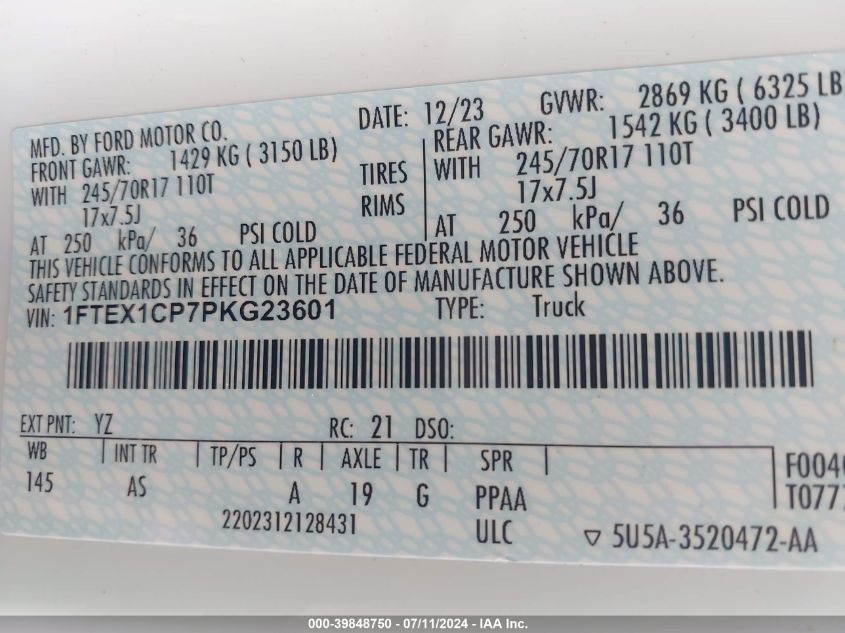 DATE: 12/23 GVWR: 2869 KG ( 6325 LB
MFD. BY FORD MOTOR CO.
FRONT GAWR: 1429 KG ( 3150 LB) REAR GAWR: 1542 KG ( 3400 LB)
WITH 245/70R17 110T TIRES WITH 245/70R17 110T
17x7.5J RIMS 17x7.5J
AT 250 kPa/ 36 PSI COLD AT 250 kPa/ 36 PSI COLD
THIS VEHICLE CONFORMS TO ALL APPLICABLE FEDERAL MOTOR VEHICLE
SAFETY STANDARDS IN EFFECT ON THE DATE OF MANUFACTURE SHOWN ABOVE.
VIN: 1FTEX1CP7PKG23601 TYPE: Truck
EXT PNT: YZ RC: 21 DSO:
WB INT TR TP/PS R AXLE TR SPR F004
145 AS A 19 G PPAA T077
2202312128431 ULC ▽ 5U5A-3520472-AA
000-39848750 - 07/11/2024 - IAA Inc.